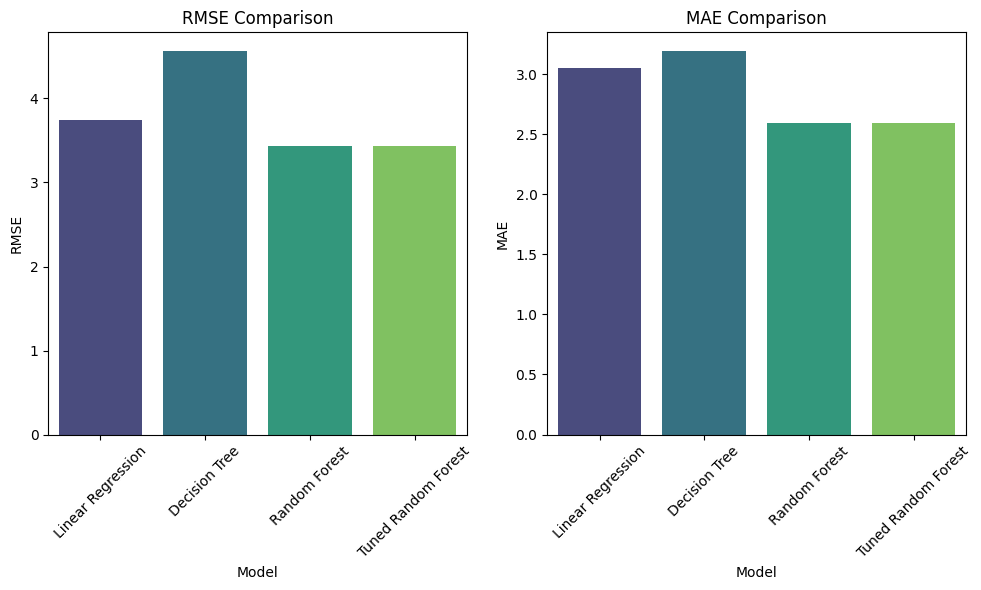 RMSE Comparison
4
3
2
1
0
RMSE
Linear Regression
Decision Tree
Random Forest
Tuned Random Forest
Model
MAE Comparison
3.0
2.5
2.0
1.5
1.0
0.5
0.0
MAE
Linear Regression
Decision Tree
Random Forest
Tuned Random Forest
Model